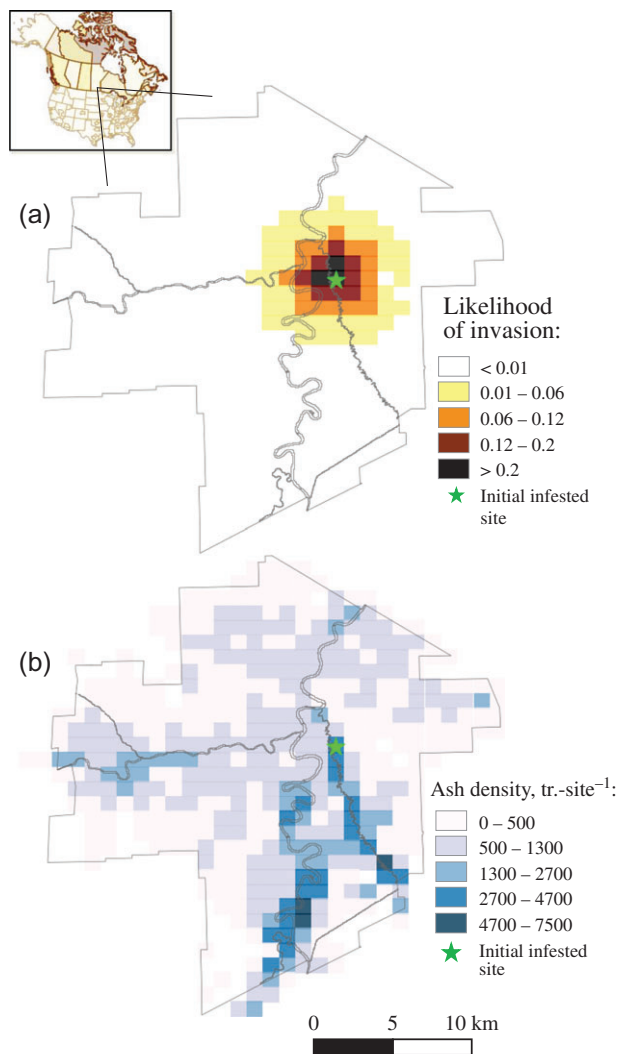 (a)
Likelihood
of invasion:
< 0.01
0.01 – 0.06
0.06 – 0.12
0.12 – 0.2
> 0.2
Initial infested
site
(b)
Ash density, tr.-site⁻¹:
0 – 500
500 – 1300
1300 – 2700
2700 – 4700
4700 – 7500
Initial infested
site
0 5 10 km